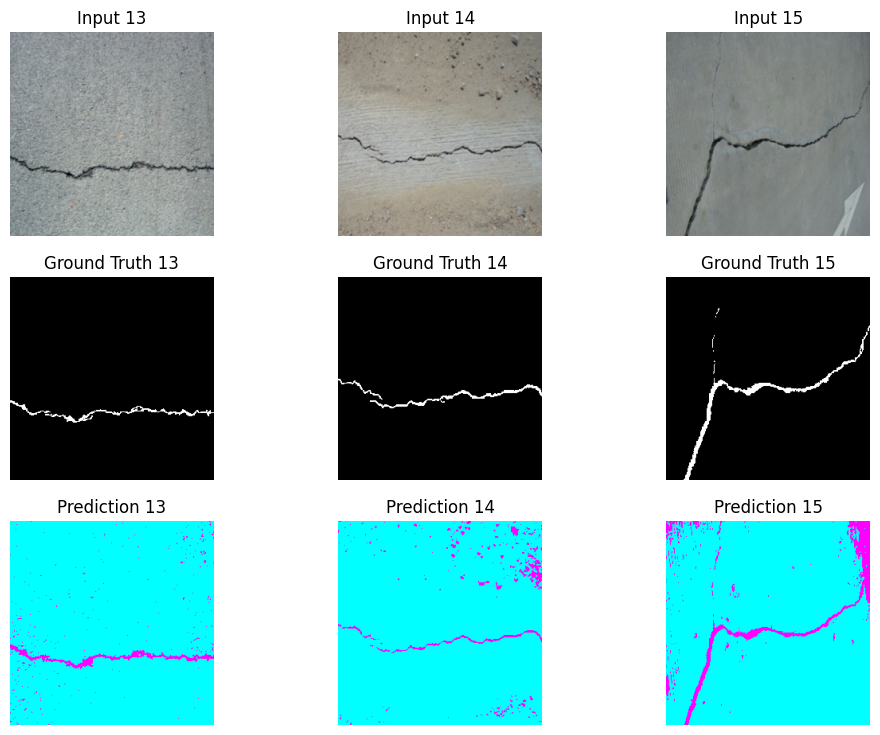 Input 13
Input 14
Input 15
Ground Truth 13
Ground Truth 14
Ground Truth 15
Prediction 13
Prediction 14
Prediction 15